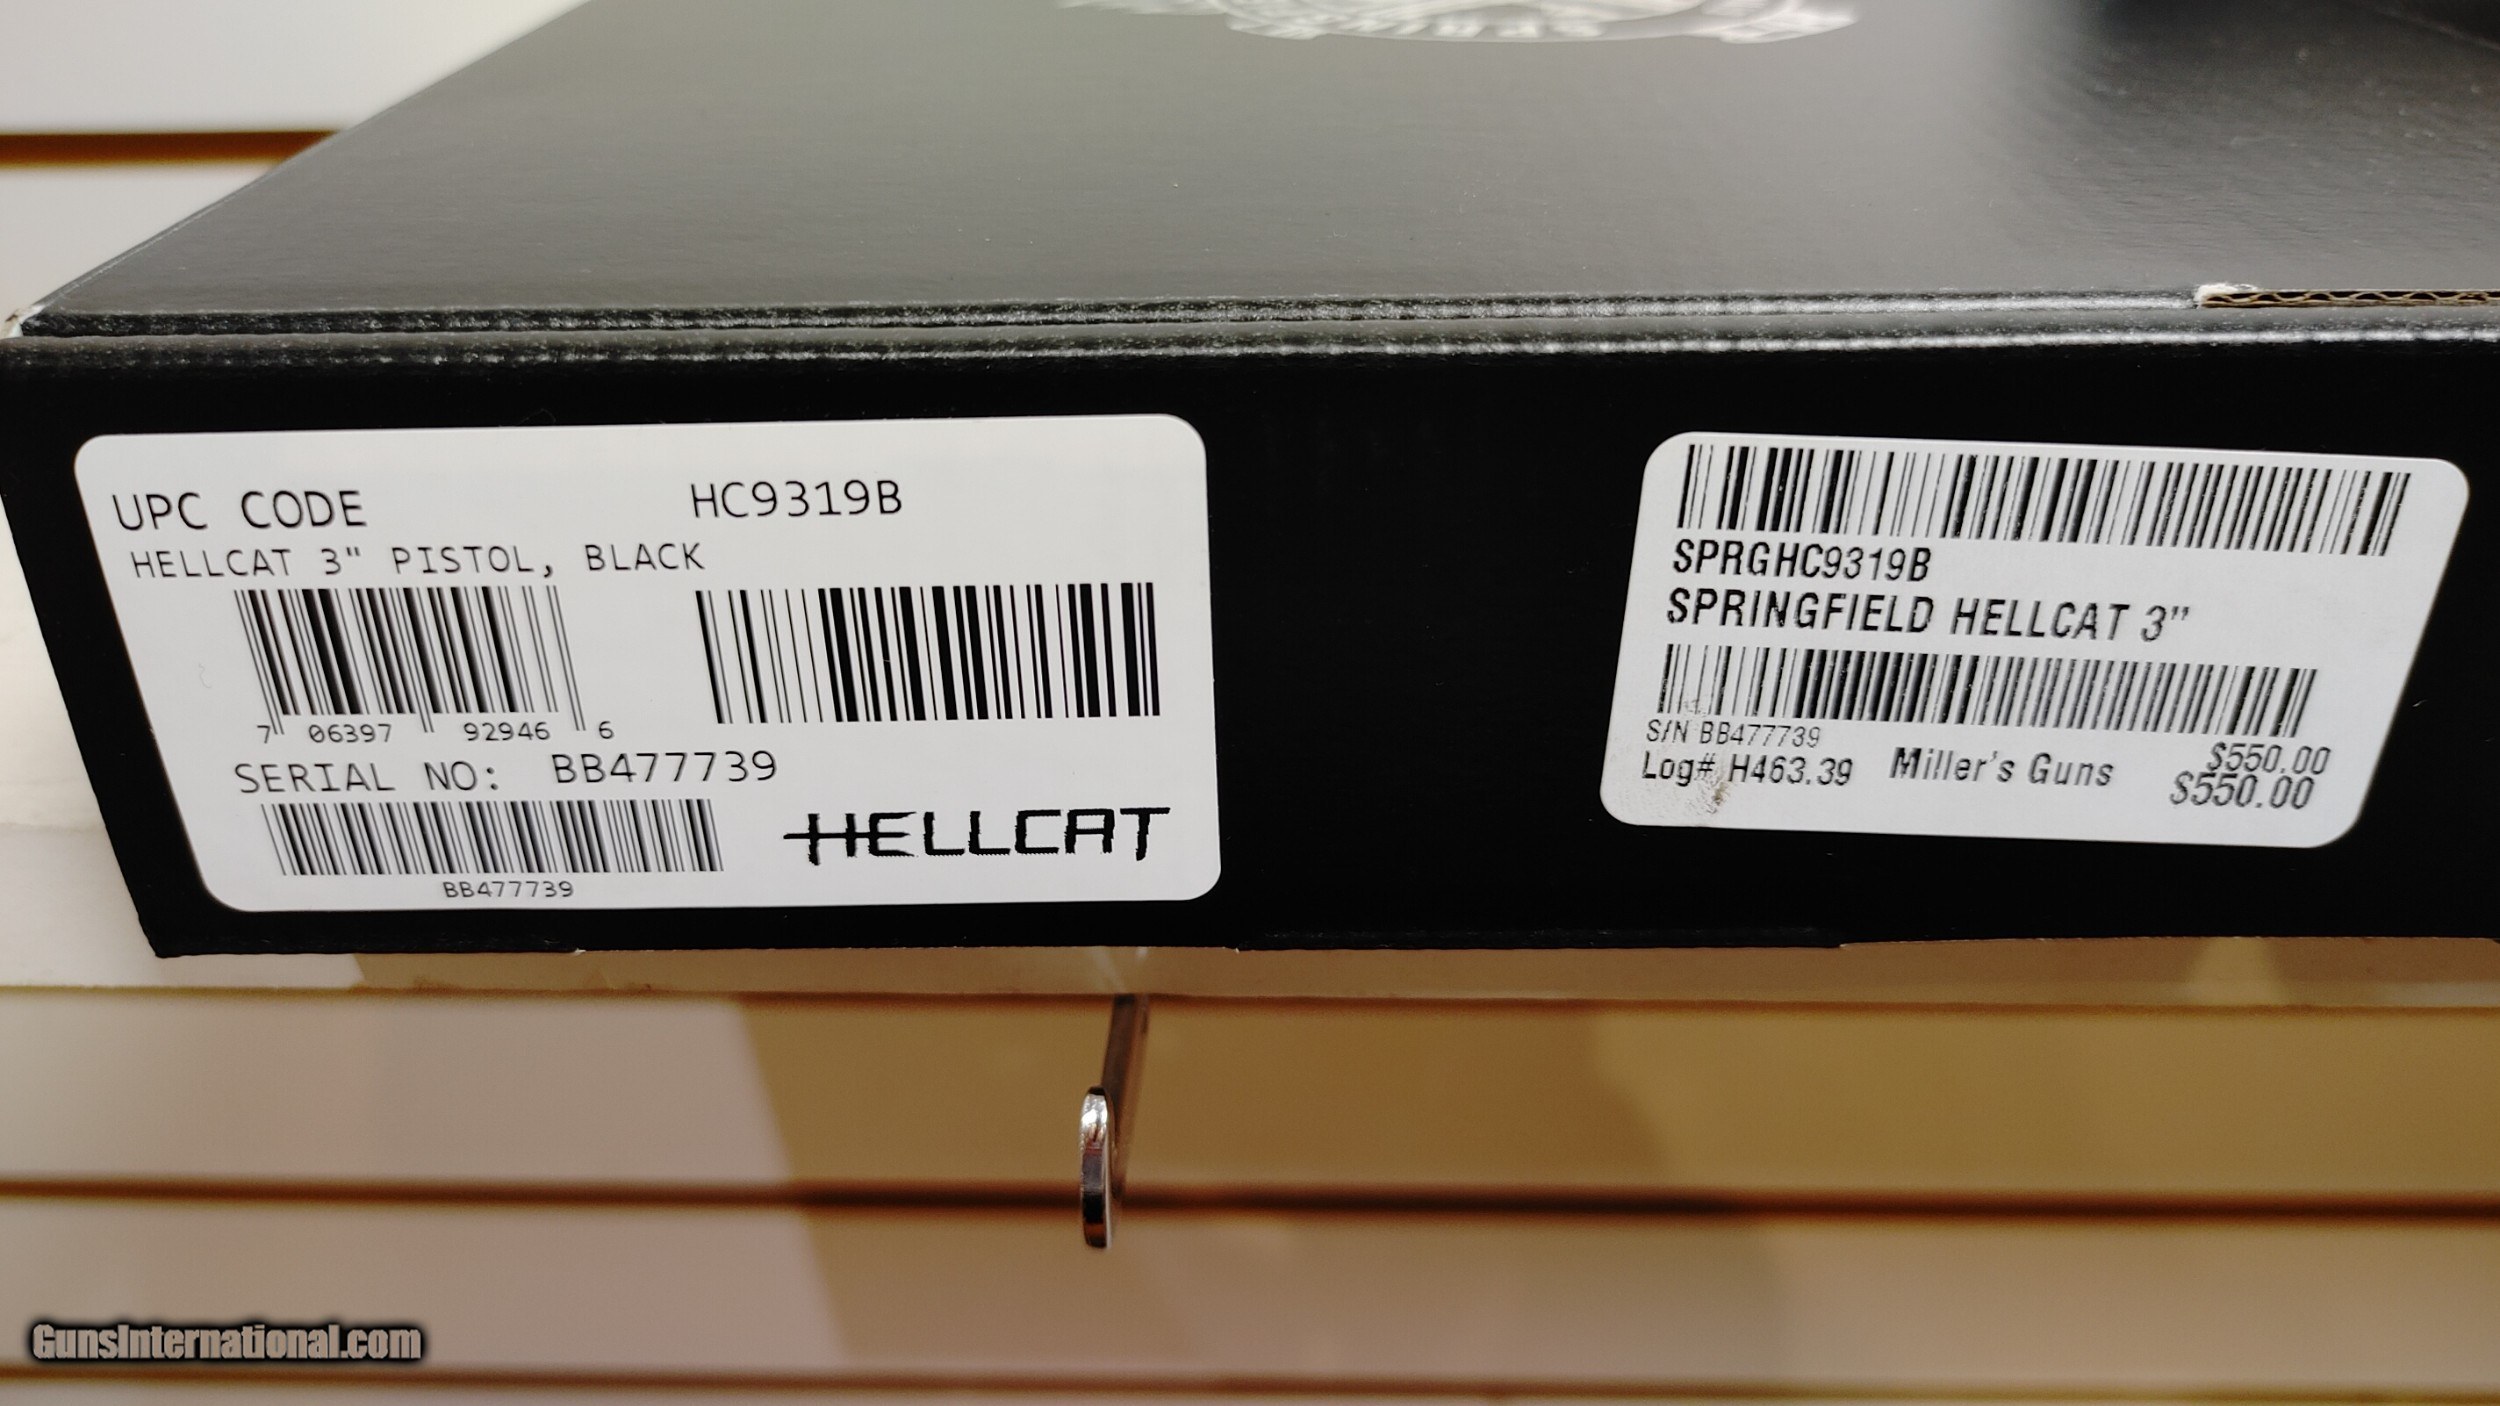 UPC CODE
HC9319B
HELLCAT 3" PISTOL, BLACK
7 06397 92946 6
SERIAL NO: BB477739
BB477739
HELLCAT
SPRGHC9319B
SPRINGFIELD HELLCAT 3"
S/N BB477739
$550.00
Log# H463.39 Miller's Guns $550.00
GunsInternational.com